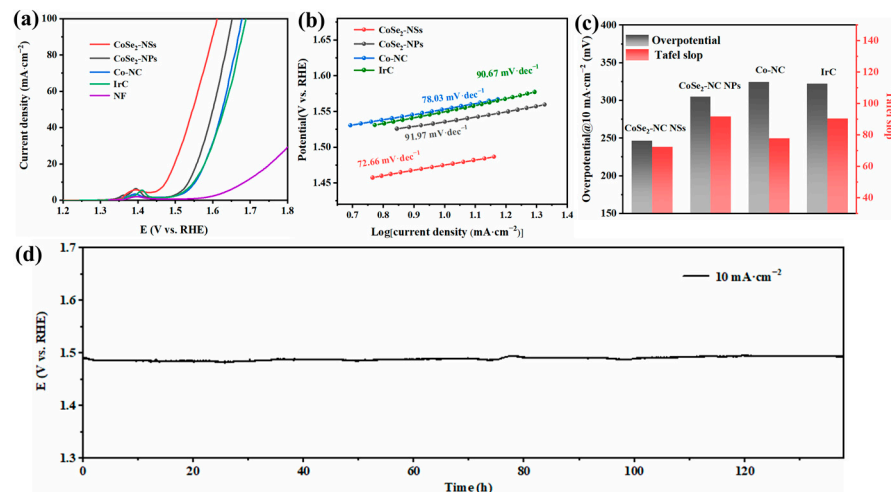 (a)
100
80
60
40
20
0
Current density (mA·cm⁻²)
CoSe₂-NSs
CoSe₂-NPs
Co-NC
IrC
NF
1.2 1.3 1.4 1.5 1.6 1.7 1.8
E (V vs. RHE)
(b)
1.60
1.55
1.50
1.45
Potential(V vs. RHE)
CoSe₂-NSs
CoSe₂-NPs
Co-NC
IrC
90.67 mV·dec⁻¹
78.03 mV·dec⁻¹
91.97 mV·dec⁻¹
72.66 mV·dec⁻¹
0.7 0.8 0.9 1.0 1.1 1.2 1.3 1.4
Log[current density (mA·cm⁻²)]
(c)
400
350
300
250
200
150
Overpotential@10 mA·cm⁻² (mV)
Overpotential
Tafel slop
CoSe₂-NC NSs
CoSe₂-NC NPs
Co-NC
IrC
140
120
100
80
60
40
Tafel slop
(d)
1.7
1.6
1.5
1.4
1.3
E (V vs. RHE)
10 mA·cm⁻²
0 20 40 60 80 100 120
Time (h)